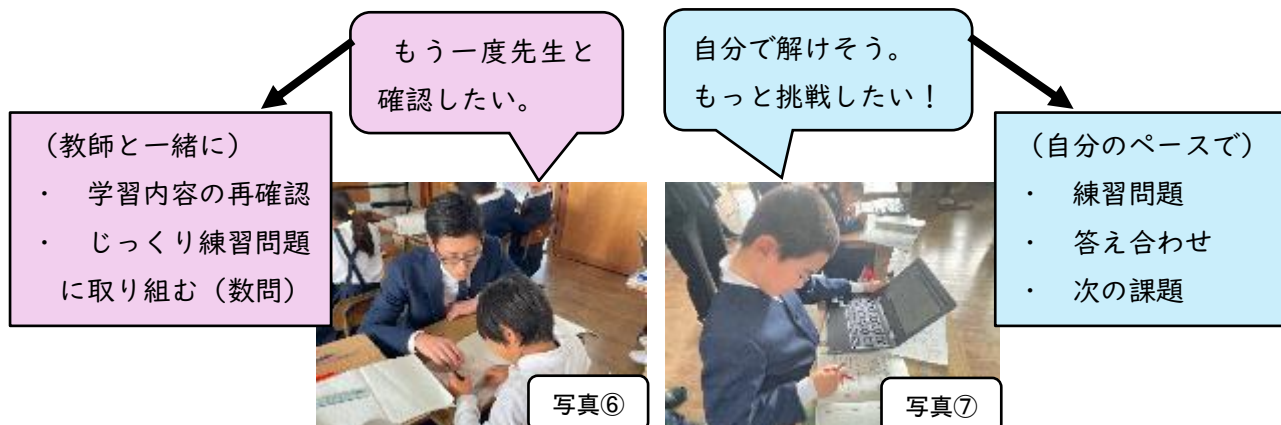 もう一度先生と
確認したい。
自分で解けそう。
もっと挑戦したい！
（教師と一緒に）
・　学習内容の再確認
・　じっくり練習問題
に取り組む（数問）
（自分のペースで）
・　練習問題
・　答え合わせ
・　次の課題
写真⑥
写真⑦